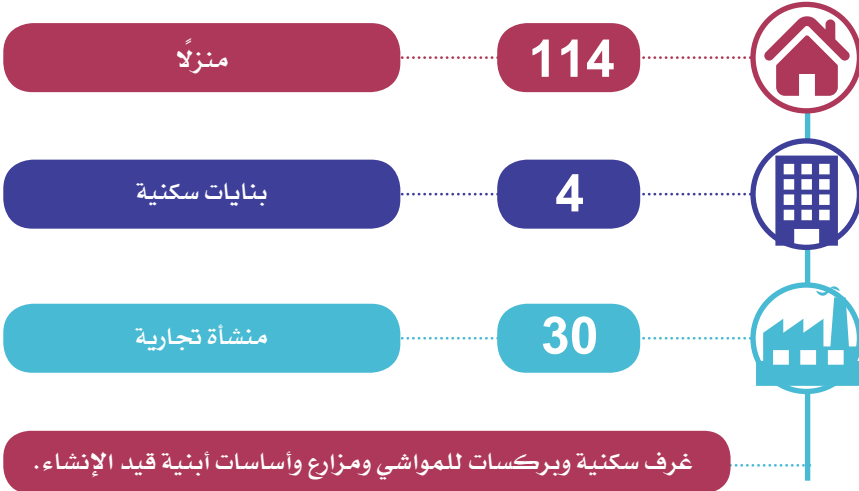 114 منزلًا
4 بنايات سكنية
30 منشأة تجارية
غرف سكنية وبركسات للمواشي ومزارع وأساسات أبنية قيد الإنشاء.